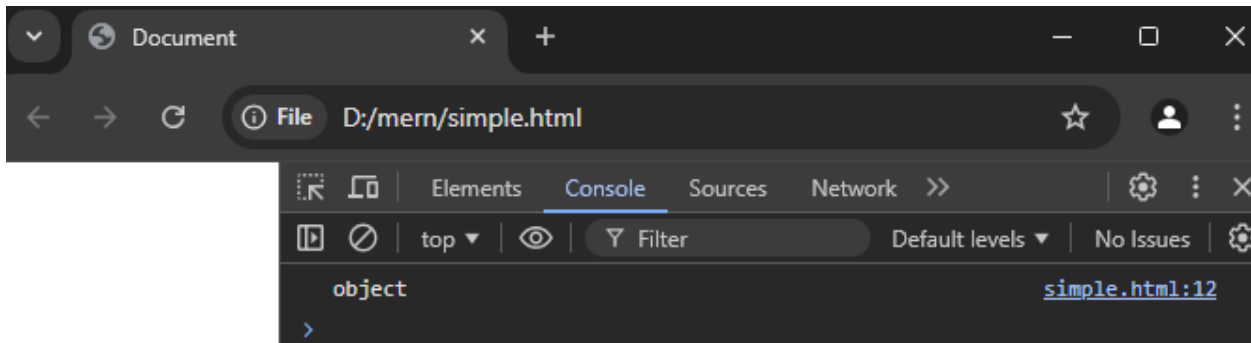 Document
File D:/mern/simple.html
Elements Console Sources Network
top Filter Default levels No Issues
object simple.html:12